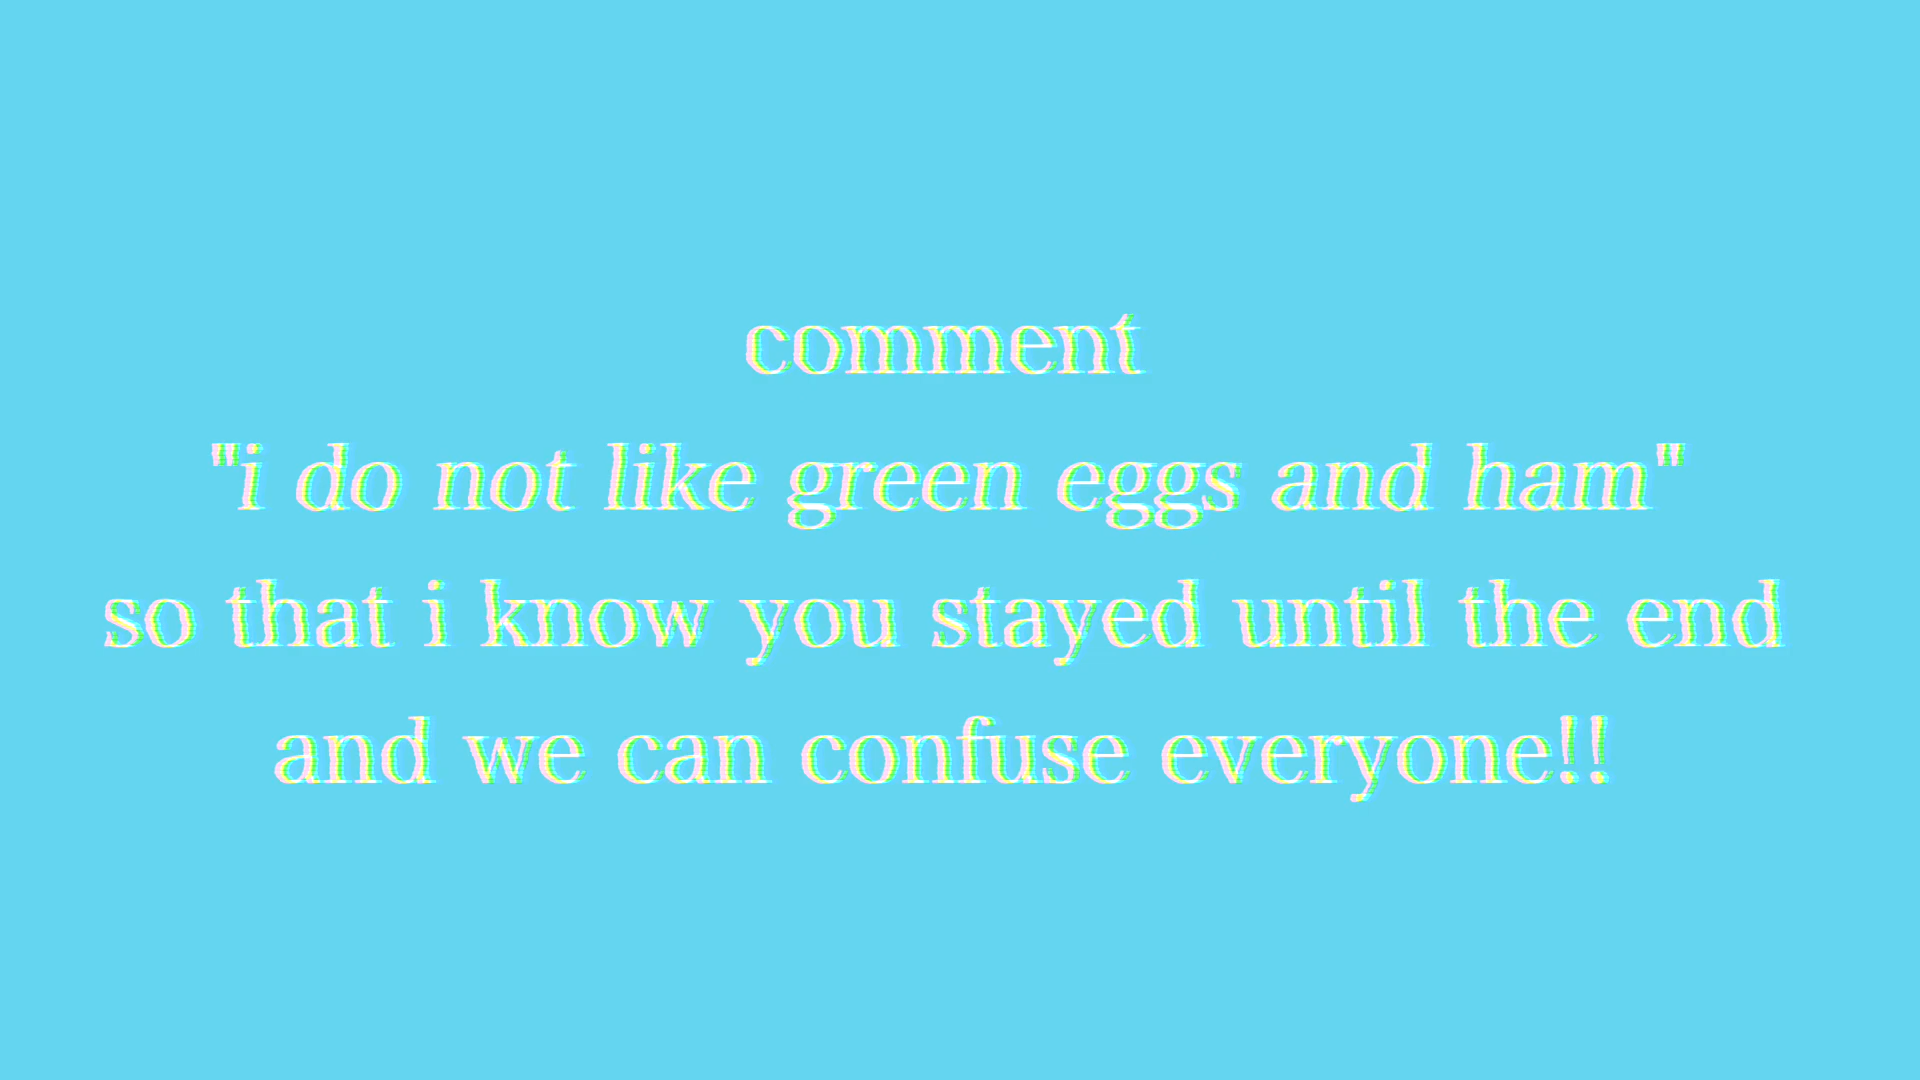 comment
"i do not like green eggs and ham"
so that i know you stayed until the end
and we can confuse everyone!!